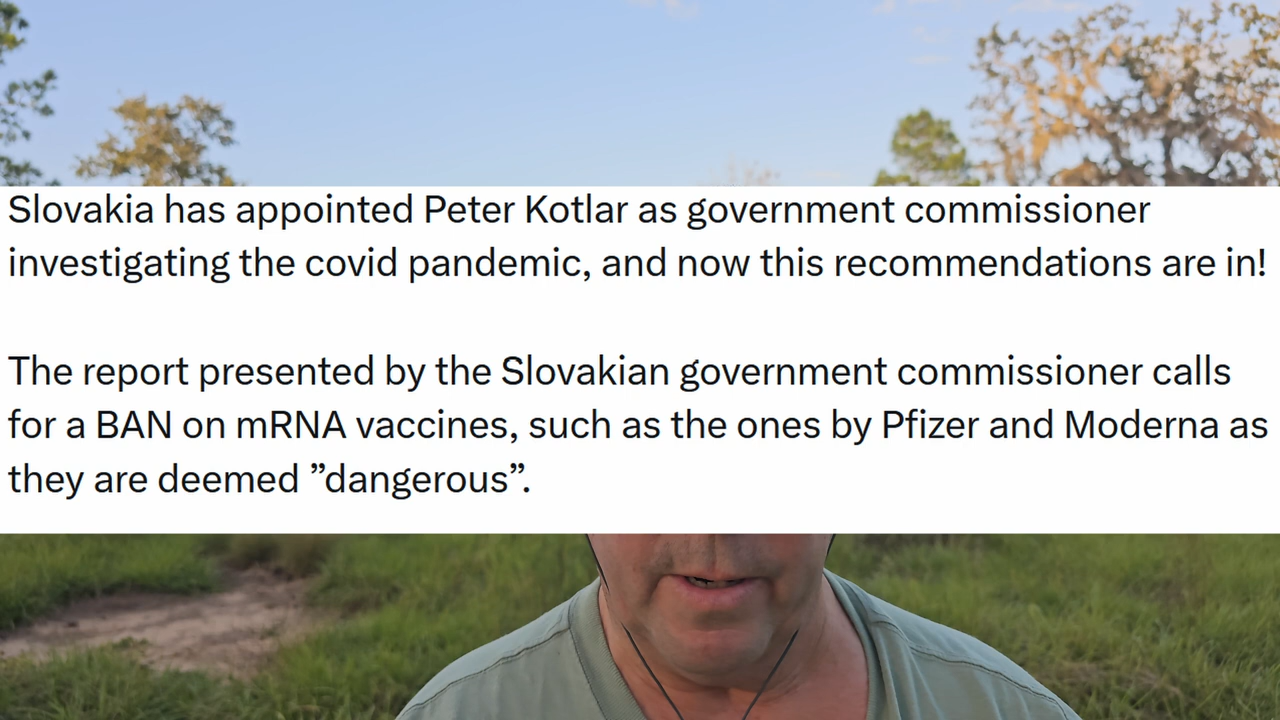 Slovakia has appointed Peter Kotlar as government commissioner
investigating the covid pandemic, and now this recommendations are in!
The report presented by the Slovakian government commissioner calls
for a BAN on mRNA vaccines, such as the ones by Pfizer and Moderna as
they are deemed ”dangerous”.